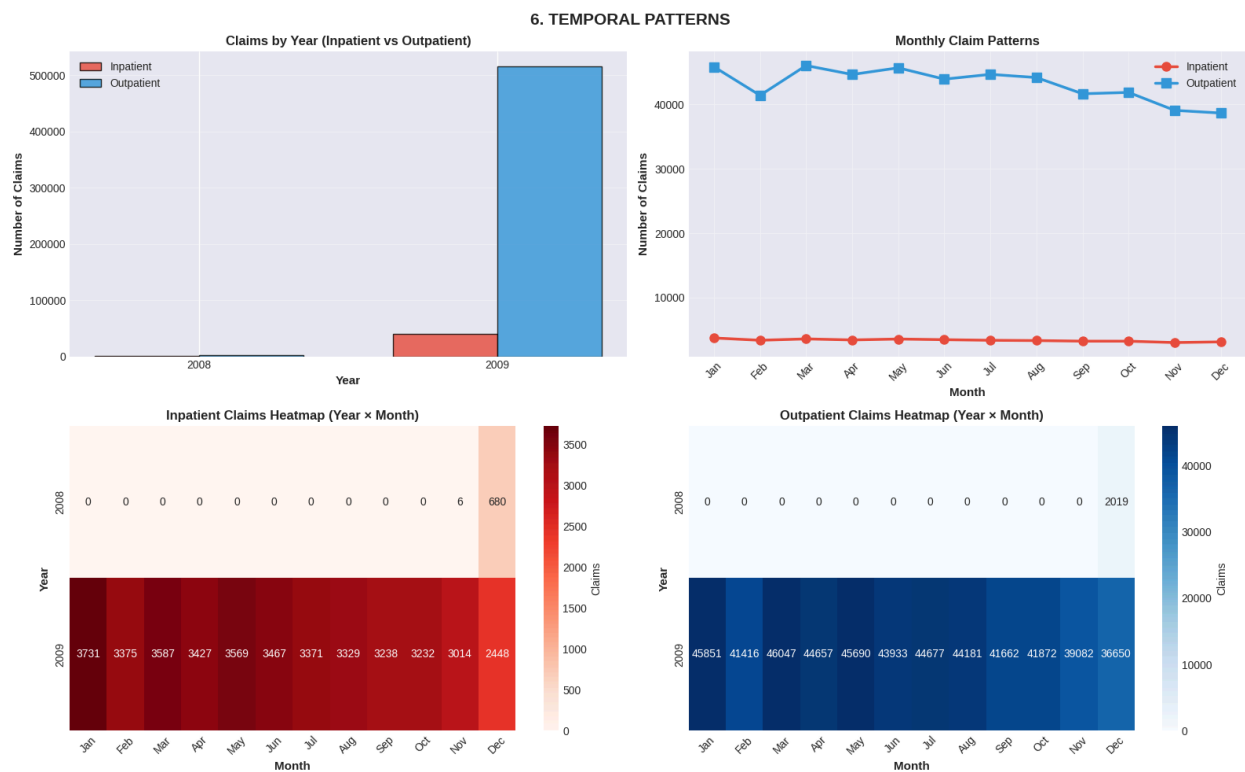 6. TEMPORAL PATTERNS
Claims by Year (Inpatient vs Outpatient)
Inpatient
Outpatient
500000
400000
300000
200000
100000
0
Number of Claims
2008 2009
Year
Monthly Claim Patterns
Inpatient
Outpatient
40000
30000
20000
10000
Number of Claims
Jan Feb Mar Apr May Jun Jul Aug Sep Oct Nov Dec
Month
Inpatient Claims Heatmap (Year × Month)
2008
0 0 0 0 0 0 0 0 0 0 6 680
Year
2009
3731 3375 3587 3427 3569 3467 3371 3329 3238 3232 3014 2448
Jan Feb Mar Apr May Jun Jul Aug Sep Oct Nov Dec
Month
3500
3000
2500
2000
1500
1000
500
0
Claims
Outpatient Claims Heatmap (Year × Month)
2008
0 0 0 0 0 0 0 0 0 0 0 2019
Year
2009
45851 41416 46047 44657 45690 43933 44677 44181 41662 41872 39082 36650
Jan Feb Mar Apr May Jun Jul Aug Sep Oct Nov Dec
Month
40000
30000
20000
10000
0
Claims